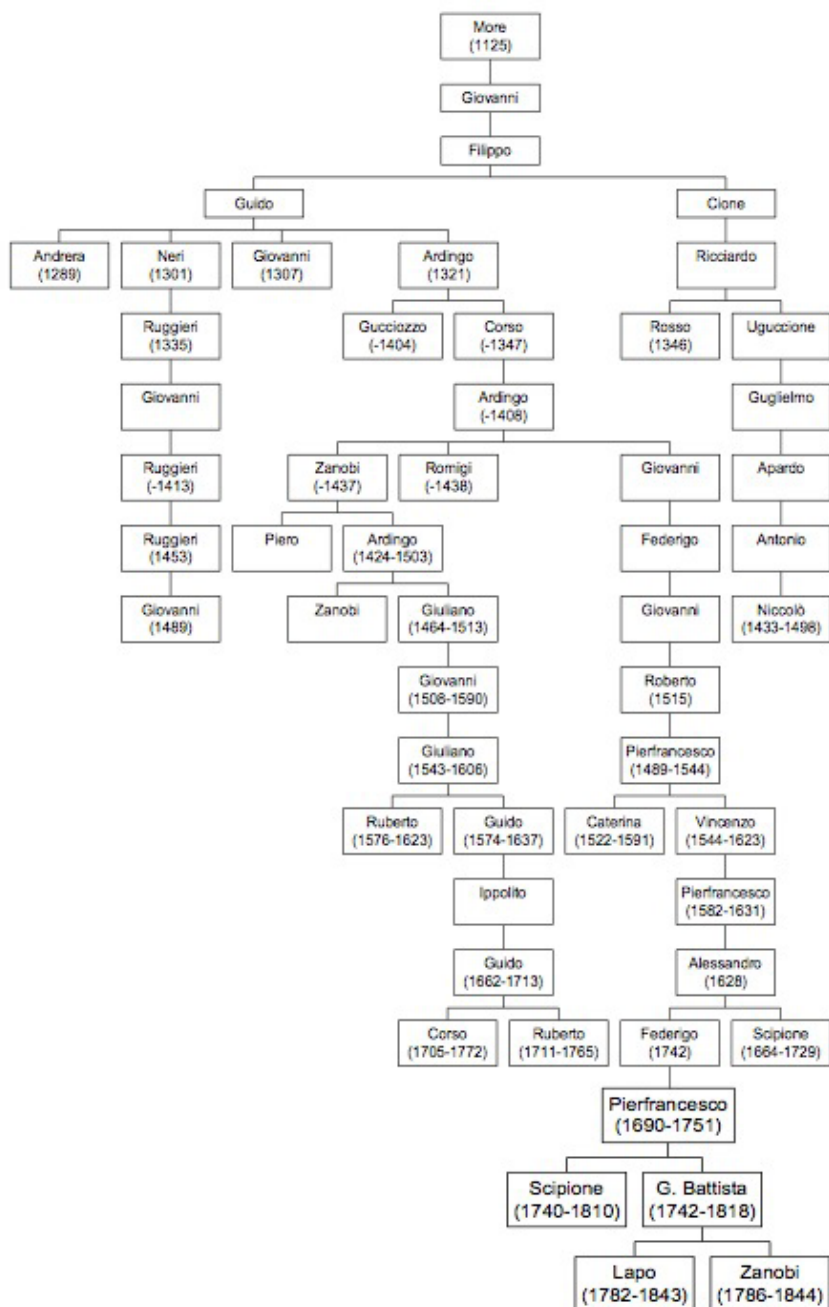 More
(1125)
Giovanni
Filippo
Guido
Cione
Andrera
(1289)
Neri
(1301)
Giovanni
(1307)
Ardingo
(1321)
Ricciardo
Ruggieri
(1335)
Gucciozzo
(-1404)
Corso
(-1347)
Rosso
(1346)
Uguccione
Giovanni
Ardingo
(-1408)
Guglielmo
Ruggieri
(-1413)
Zanobi
(-1437)
Romigi
(-1438)
Giovanni
Apardo
Ruggieri
(1453)
Piero
Ardingo
(1424-1503)
Federigo
Antonio
Giovanni
(1489)
Zanobi
Giuliano
(1464-1513)
Giovanni
Niccolò
(1433-1498)
Giovanni
(1508-1590)
Roberto
(1515)
Giuliano
(1543-1606)
Pierfrancesco
(1489-1544)
Ruberto
(1576-1623)
Guido
(1574-1637)
Caterina
(1522-1591)
Vincenzo
(1544-1623)
Ippolito
Pierfrancesco
(1582-1631)
Guido
(1662-1713)
Alessandro
(1628)
Corso
(1705-1772)
Ruberto
(1711-1765)
Federigo
(1742)
Scipione
(1664-1729)
Pierfrancesco
(1690-1751)
Scipione
(1740-1810)
G. Battista
(1742-1818)
Lapo
(1782-1843)
Zanobi
(1786-1844)